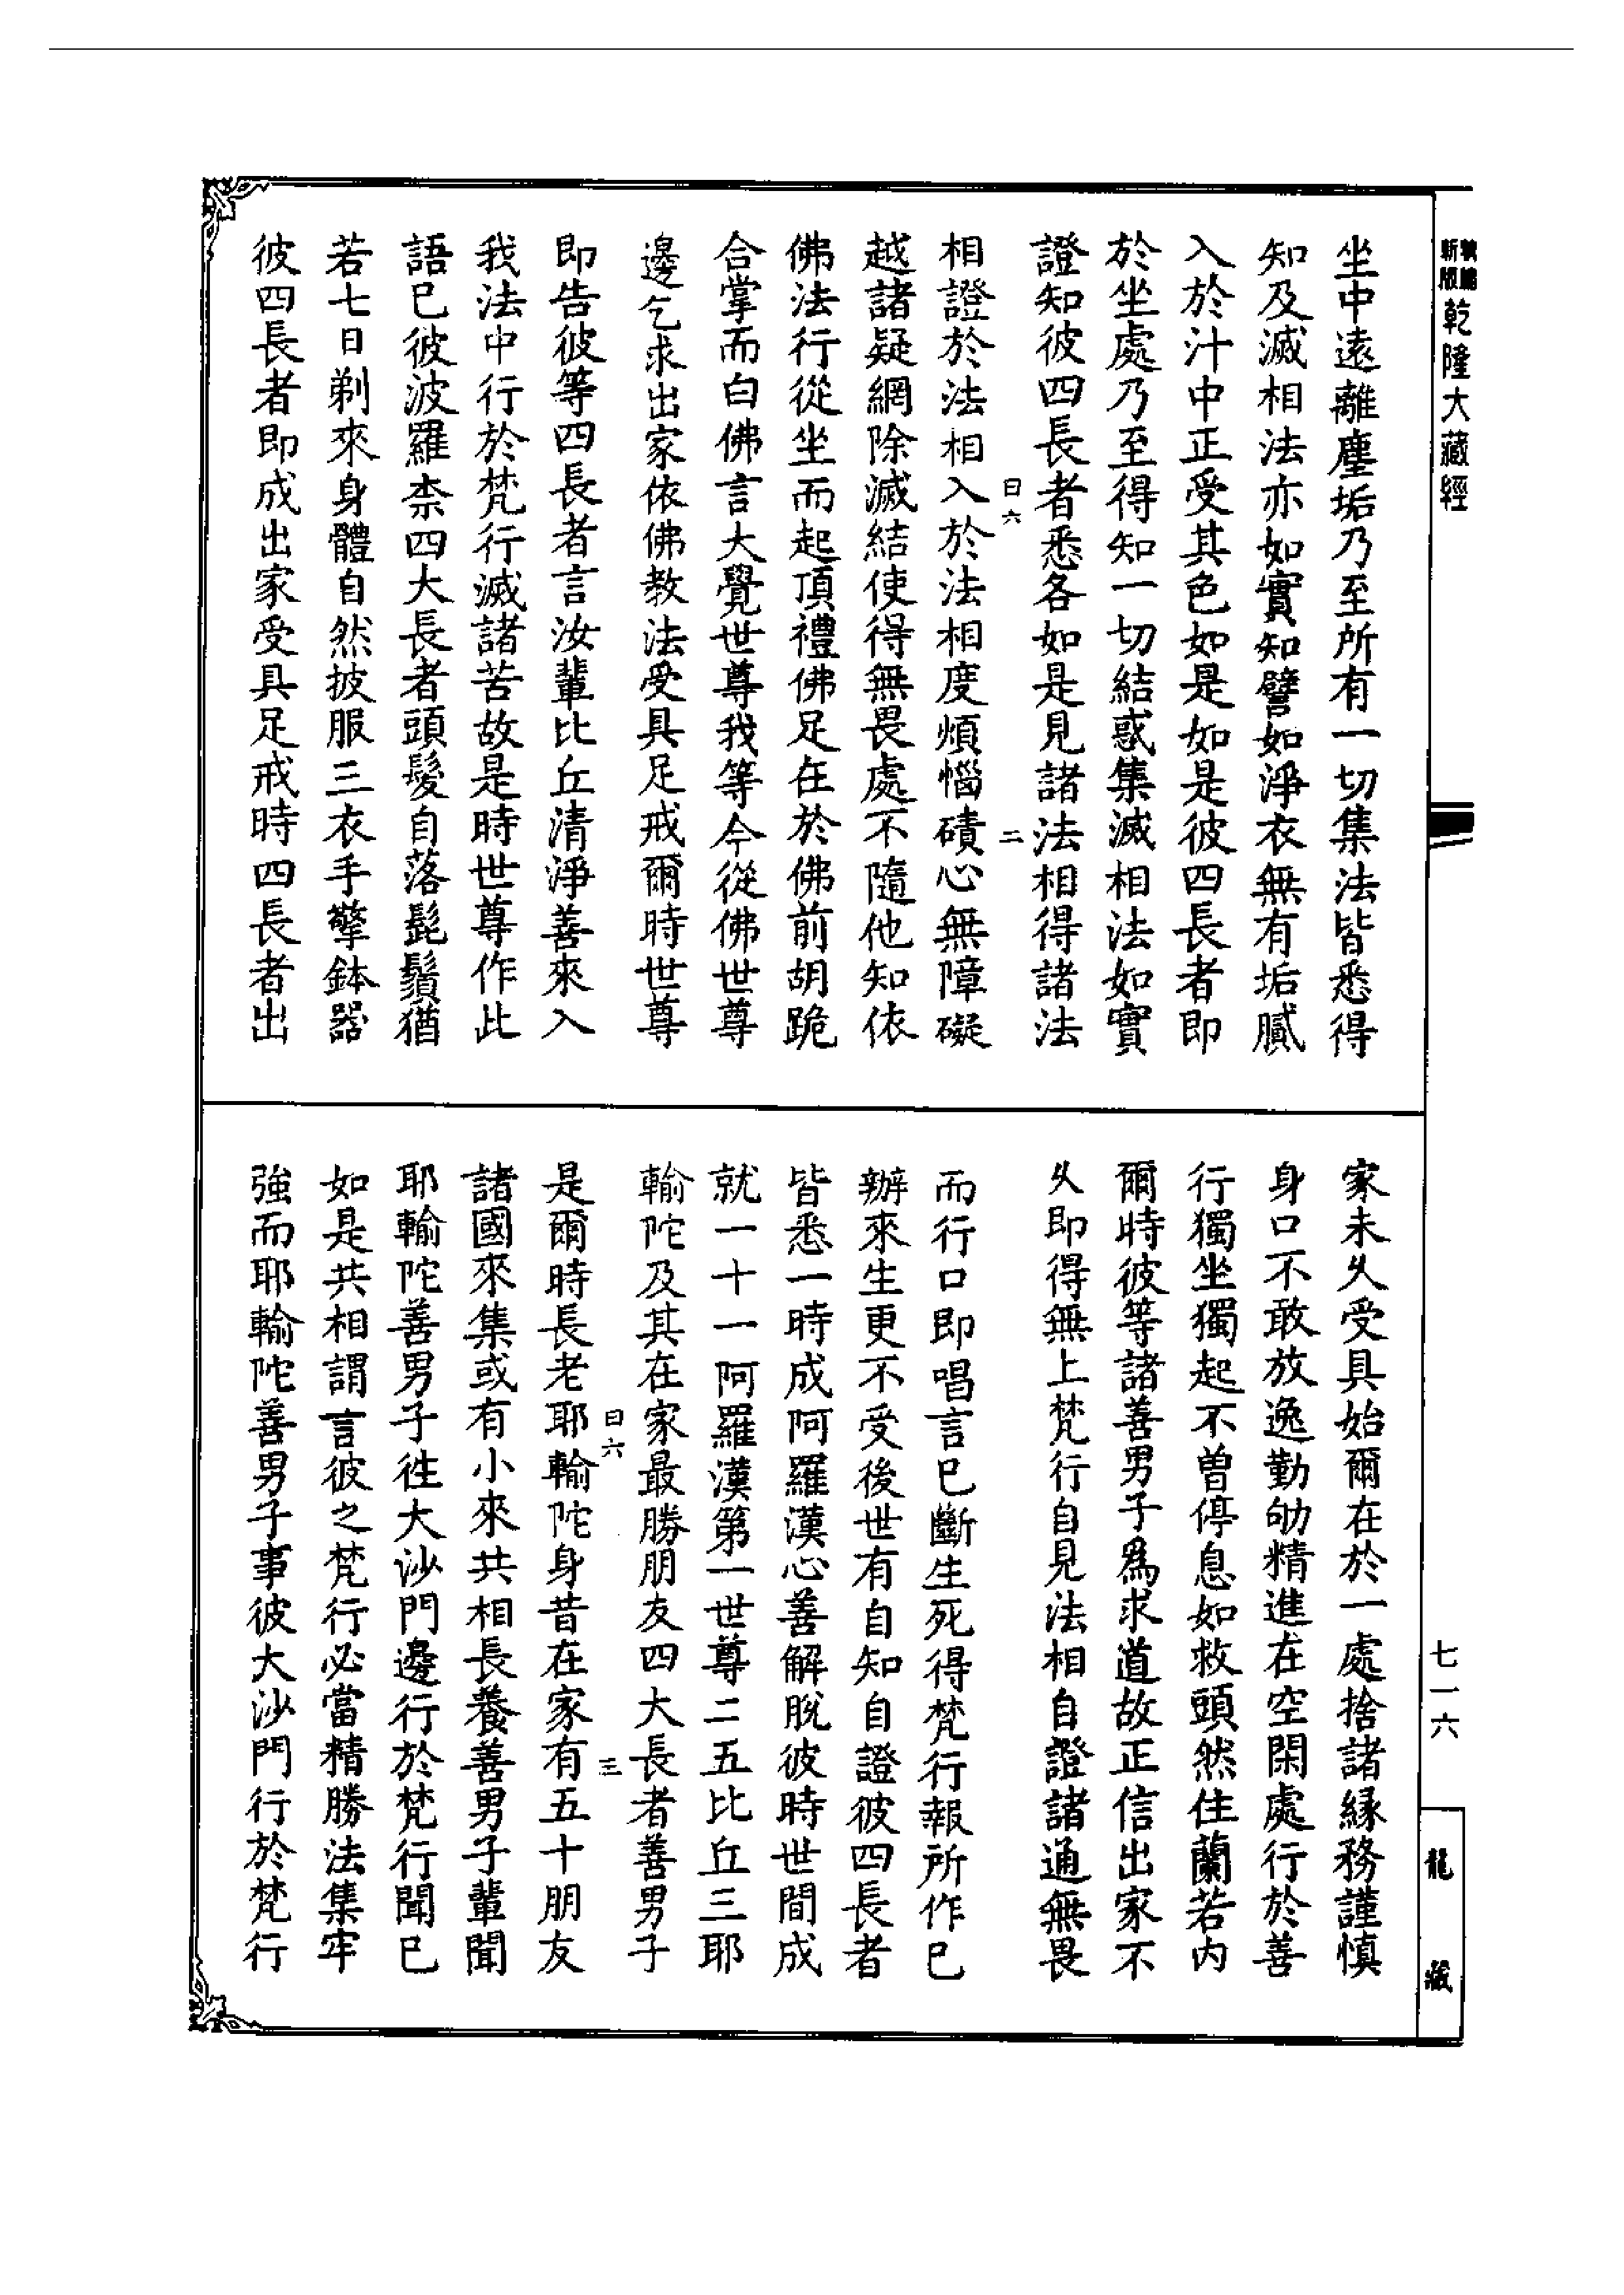 新版
乾隆大藏經
坐中遠離塵垢乃至所有一切集法皆悉得
知及滅相法亦如實知譬如淨衣無有垢膩
入於汁中正受其色如是如是彼四長者即
於坐處乃至得知一切結惑集滅相法如實
證知彼四長者悉各如是見諸法相得諸法
曰六
二
相證於法相入於法相度煩惱磧心無障礙
越諸疑網除滅結使得無畏處不隨他知依
佛法行從坐而起頂禮佛足在於佛前胡跪
合掌而白佛言大覺世尊我等今從佛世尊
邊乞求出家依佛教法受具足戒爾時世尊
即告彼等四長者言汝輩比丘清淨善來入
我法中行於梵行滅諸苦故是時世尊作此
語已彼波羅柰四大長者頭髮自落髭鬚猶
若七日剃來身體自然披服三衣手擎鉢器
彼四長者即成出家受具足戒時四長者出
家未久受具始爾在於一處捨諸緣務謹慎
身口不敢放逸勤劬精進在空閑處行於善
行獨坐獨起不曾停息如救頭然住蘭若内
爾時彼等諸善男子爲求道故正信出家不
久即得無上梵行自見法相自證諸通無畏
而行口即唱言已斷生死得梵行報所作已
辦來生更不受後世有自知自證彼四長者
皆悉一時成阿羅漢心善解脫彼時世間成
就一十一阿羅漢第一世尊二五比丘三耶
輸陀及其在家最勝朋友四大長者善男子
曰六
三
是爾時長老耶輸陀身昔在家有五十朋友
諸國來集或有小來共相長養善男子輩聞
耶輸陀善男子徃大沙門邊行於梵行聞已
如是共相謂言彼之梵行必當精勝法集牢
強而耶輸陀善男子事彼大沙門行於梵行
七一六
龍藏